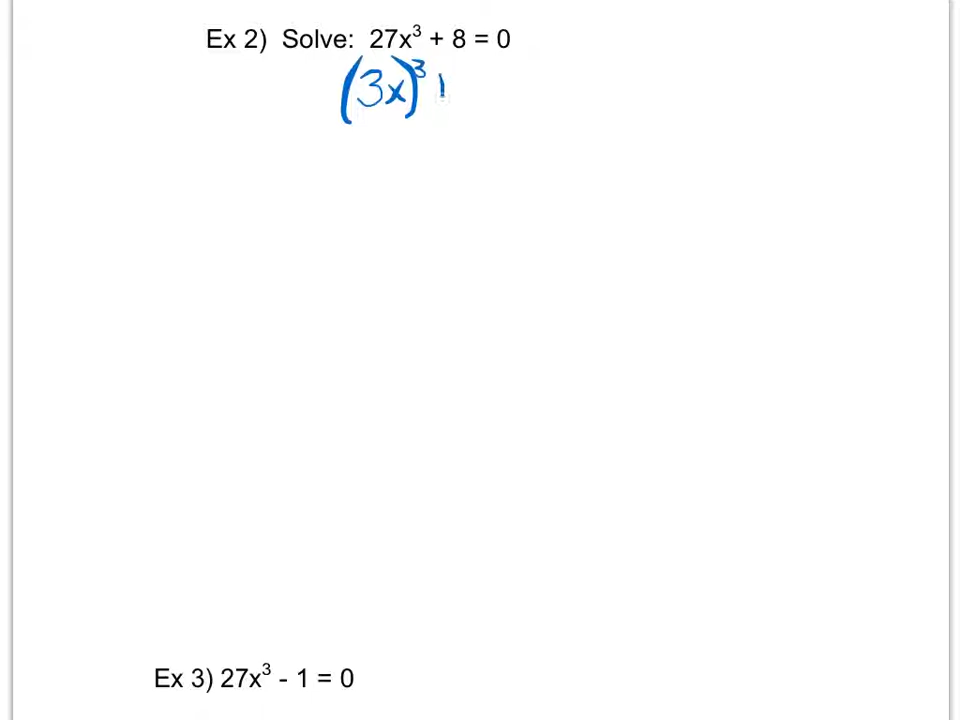 Ex 2) Solve: 27x³ + 8 = 0
(3x)³
Ex 3) 27x³ - 1 = 0